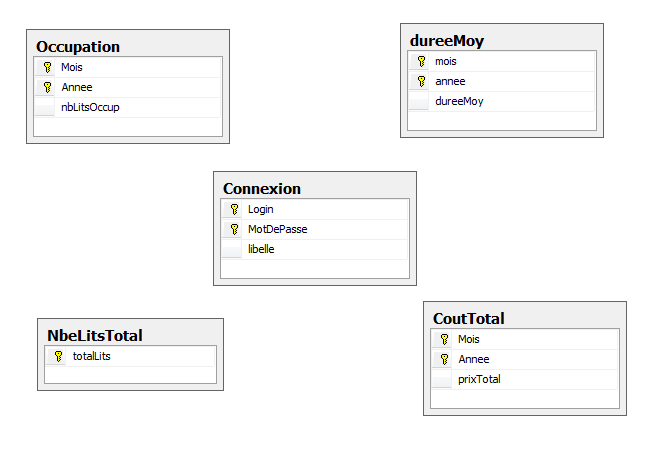 Occupation
Mois
Annee
nbLitsOccup
dureeMoy
mois
annee
dureeMoy
Connexion
Login
MotDePasse
libelle
NbeLitsTotal
totalLits
CoutTotal
Mois
Annee
prixTotal